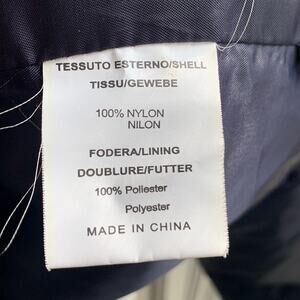 TESSUTO ESTERNO/SHELL
TISSU/GEWEBE
100% NYLON
NILON
FODERA/LINING
DOUBLURE/FUTTER
100% Poliester
Polyester
MADE IN CHINA